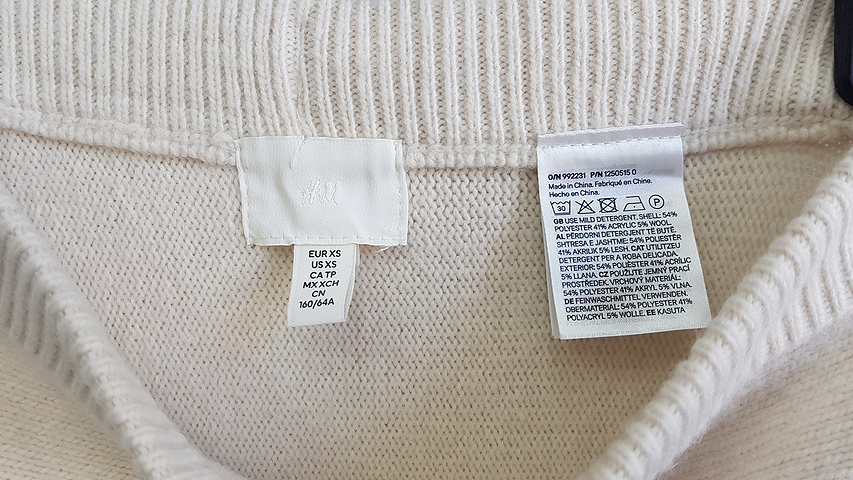 H&M
EUR XS
US XS
CA TP
MX XCH
CN
160/64A
O/N 992231 P/N 1250515 0
Made in China. Fabriqué en Chine.
Hecho en China.
30
P
GB USE MILD DETERGENT. SHELL: 54%
POLYESTER 41% ACRYLIC 5% WOOL.
AL PËRDORNI DETERGJENT TË BUTË.
SHTRESA E JASHTME: 54% POLIESTËR
41% AKRILIK 5% LESH. CAT UTILITZEU
DETERGENT PER A ROBA DELICADA.
EXTERIOR: 54% POLIÈSTER 41% ACRÍLIC
5% LLANA. CZ POUŽIJTE JEMNÝ PRACÍ
PROSTŘEDEK. VRCHOVÝ MATERIÁL:
54% POLYESTER 41% AKRYL 5% VLNA.
DE FEINWASCHMITTEL VERWENDEN.
OBERMATERIAL: 54% POLYESTER 41%
POLYACRYL 5% WOLLE. EE KASUTA